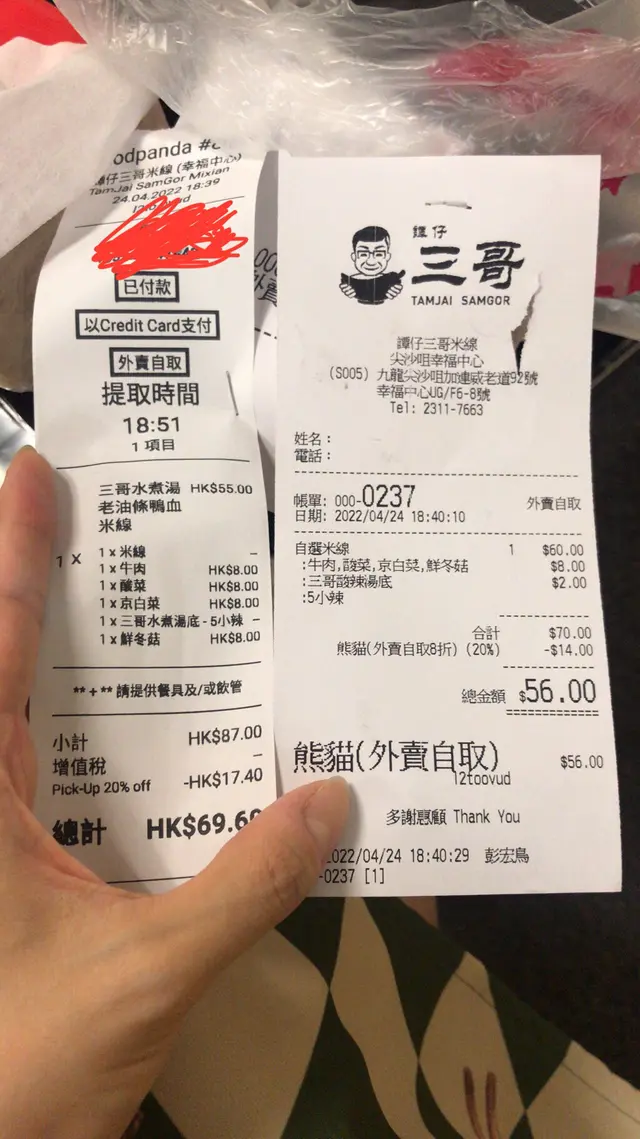 odpanda #
譚仔三哥米線 (幸福中心)
TamJai SamGor Mixian
24.04.2022 18:39
已付款
以Credit Card支付
外賣自取
提取時間
18:51
1 項目
1 X
三哥水煮湯 HK$55.00
老油條鴨血
米線
1 x 米線 –
1 x 牛肉 HK$8.00
1 x 酸菜 HK$8.00
1 x 京白菜 HK$8.00
1 x 三哥水煮湯底 - 5小辣 –
1 x 鮮冬菇 HK$8.00
** + ** 請提供餐具及/或飲管
小計 HK$87.00
增值稅 –
Pick-Up 20% off -HK$17.40
總計 HK$69.60
譚仔
三哥
TAMJAI SAMGOR
譚仔三哥米線
尖沙咀幸福中心
(S005) 九龍尖沙咀加連威老道92號
幸福中心UG/F6-8號
Tel: 2311-7663
姓名：
電話：
帳單: 000-0237 外賣自取
日期: 2022/04/24 18:40:10
自選米線 1 $60.00
:牛肉,酸菜,京白菜,鮮冬菇 $8.00
:三哥酸辣湯底 $2.00
:5小辣
合計 $70.00
熊貓(外賣自取8折) (20%) -$14.00
總金額 $56.00
熊貓(外賣自取) $56.00
l2toovud
多謝惠顧 Thank You
2022/04/24 18:40:29 彭宏鳥
-0237 [1]